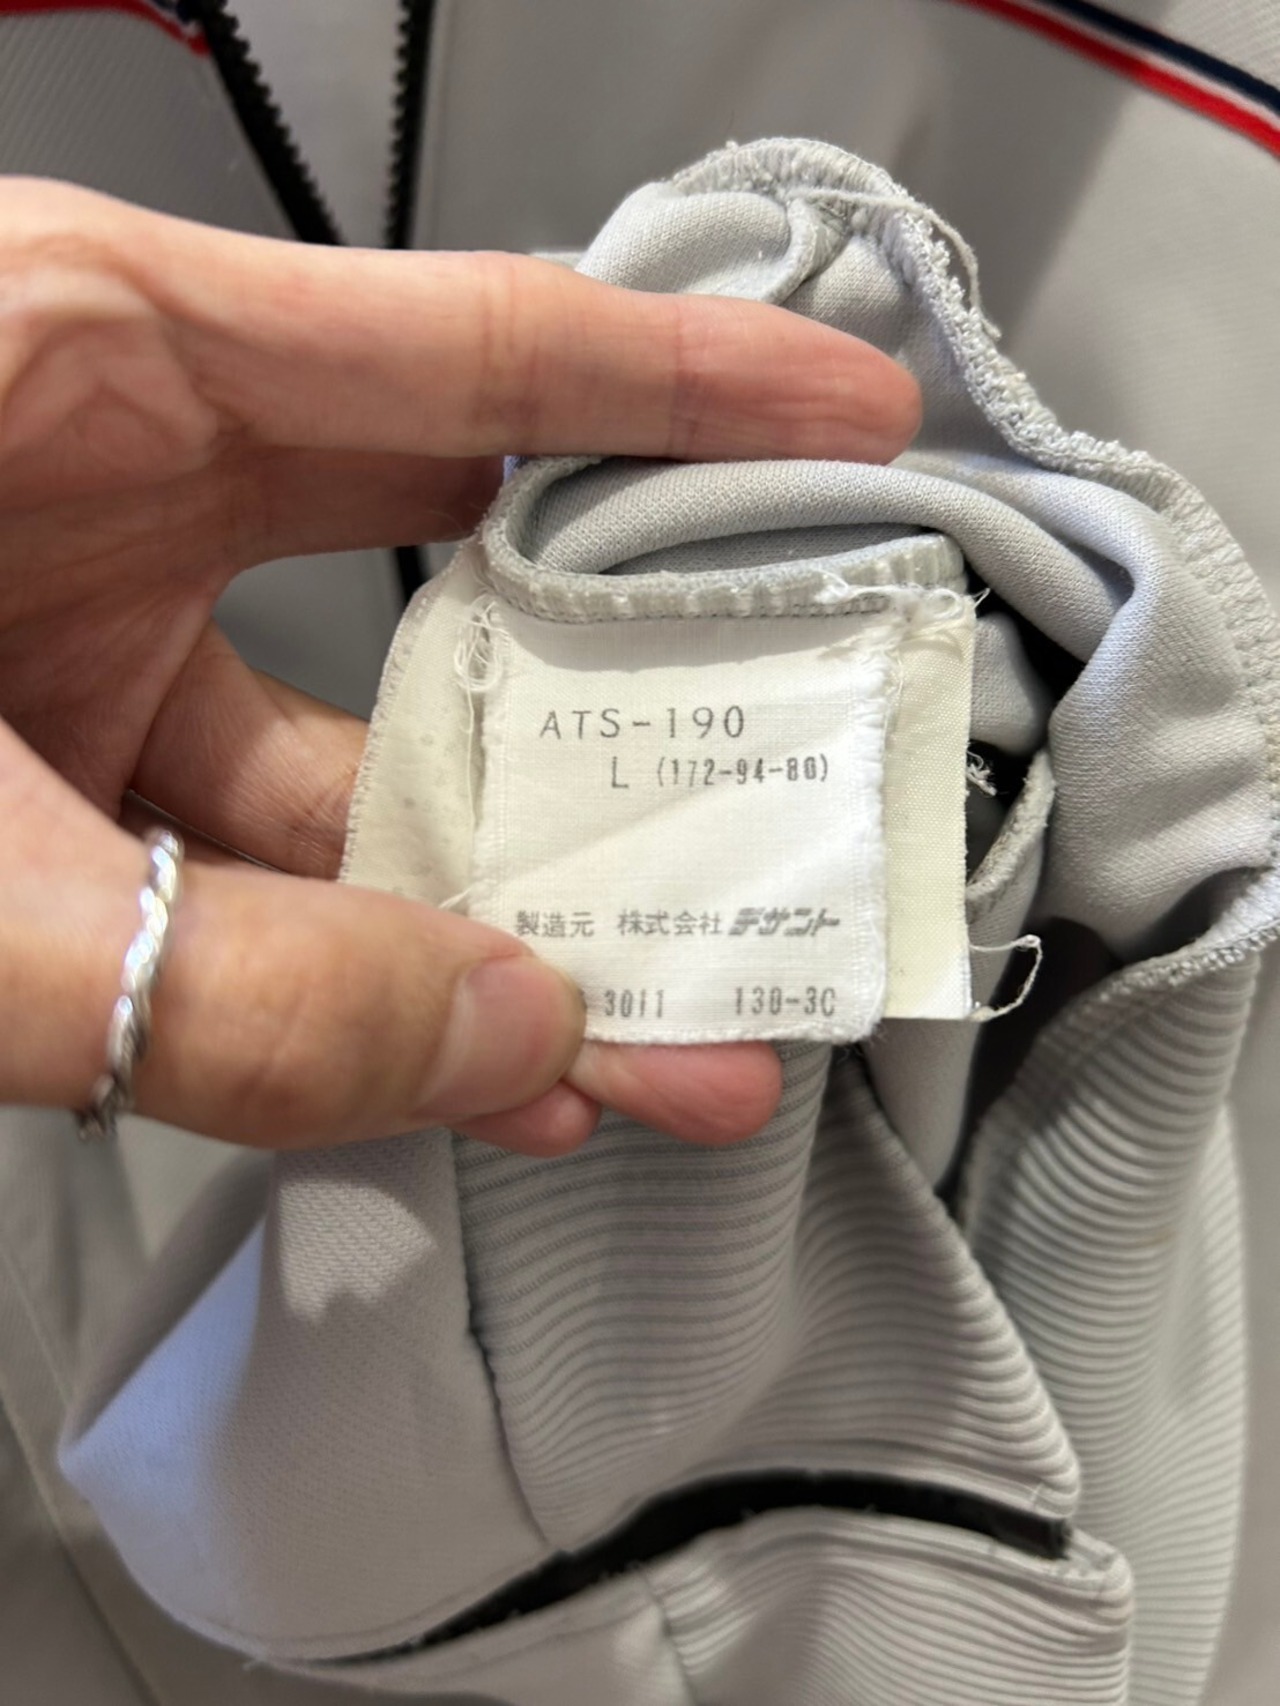 ATS-190
L (172-94-80)
製造元 株式会社 デサント
3011 130-3C